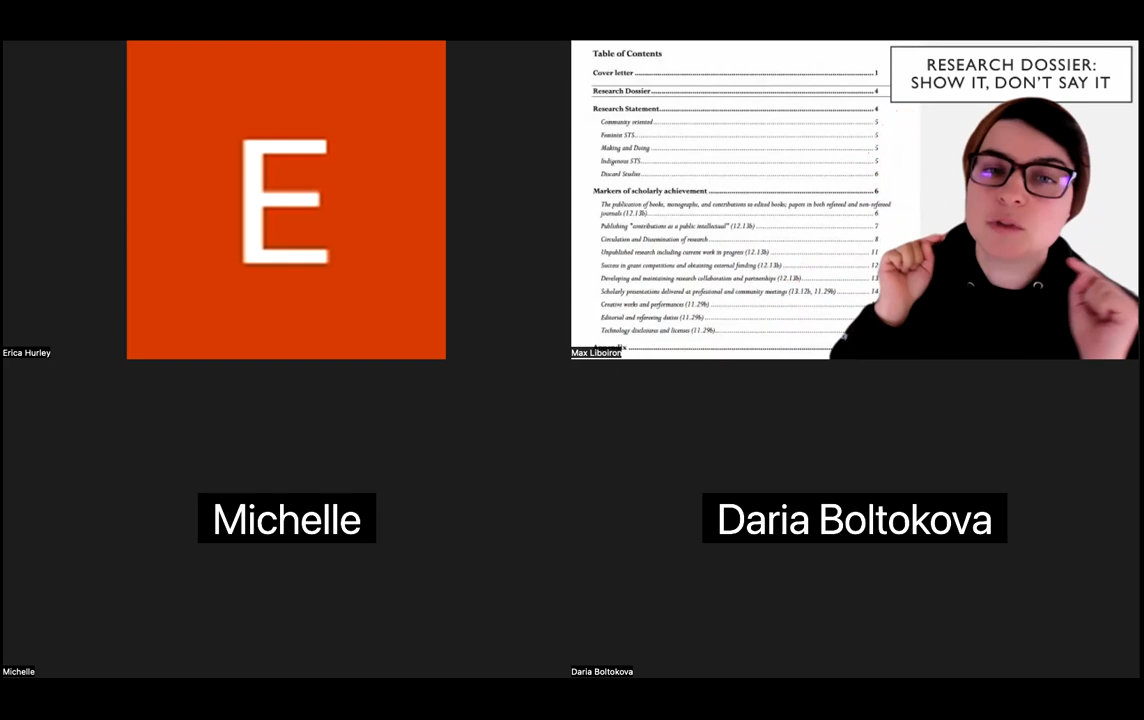 E
Erica Hurley
Table of Contents
Cover letter 1
Research Dossier 4
Research Statement 4
Community oriented 5
Feminist STS 5
Making and Doing 5
Indigenous STS 5
Discard Studies 6
Markers of scholarly achievement 6
The publication of books, monographs, and contributions to edited books; papers in both refereed and non-refereed
journals (12.13b) 6
Publishing "contributions as a public intellectual" (12.13b) 7
Circulation and Dissemination of research 8
Unpublished research including current work in progress (12.13b) 11
Success in grant competitions and obtaining external funding (12.13b) 12
Developing and maintaining research collaboration and partnerships (12.13b) 13
Scholarly presentations delivered at professional and community meetings (13.12b, 11.29b) 14
Creative works and performances (11.29b)
Editorial and refereeing duties (11.29b)
Technology disclosures and licenses (11.29b)
RESEARCH DOSSIER:
SHOW IT, DON'T SAY IT
Max Liboiron
Michelle
Michelle
Daria Boltokova
Daria Boltokova